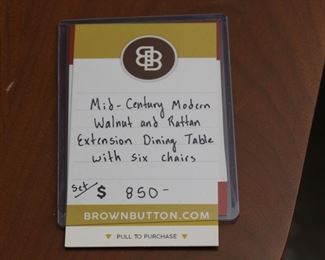 BB
Mid-Century Modern
Walnut and Rattan
Extension Dining Table
with six chairs
set/ $ 850-
BROWNBUTTON.COM
PULL TO PURCHASE